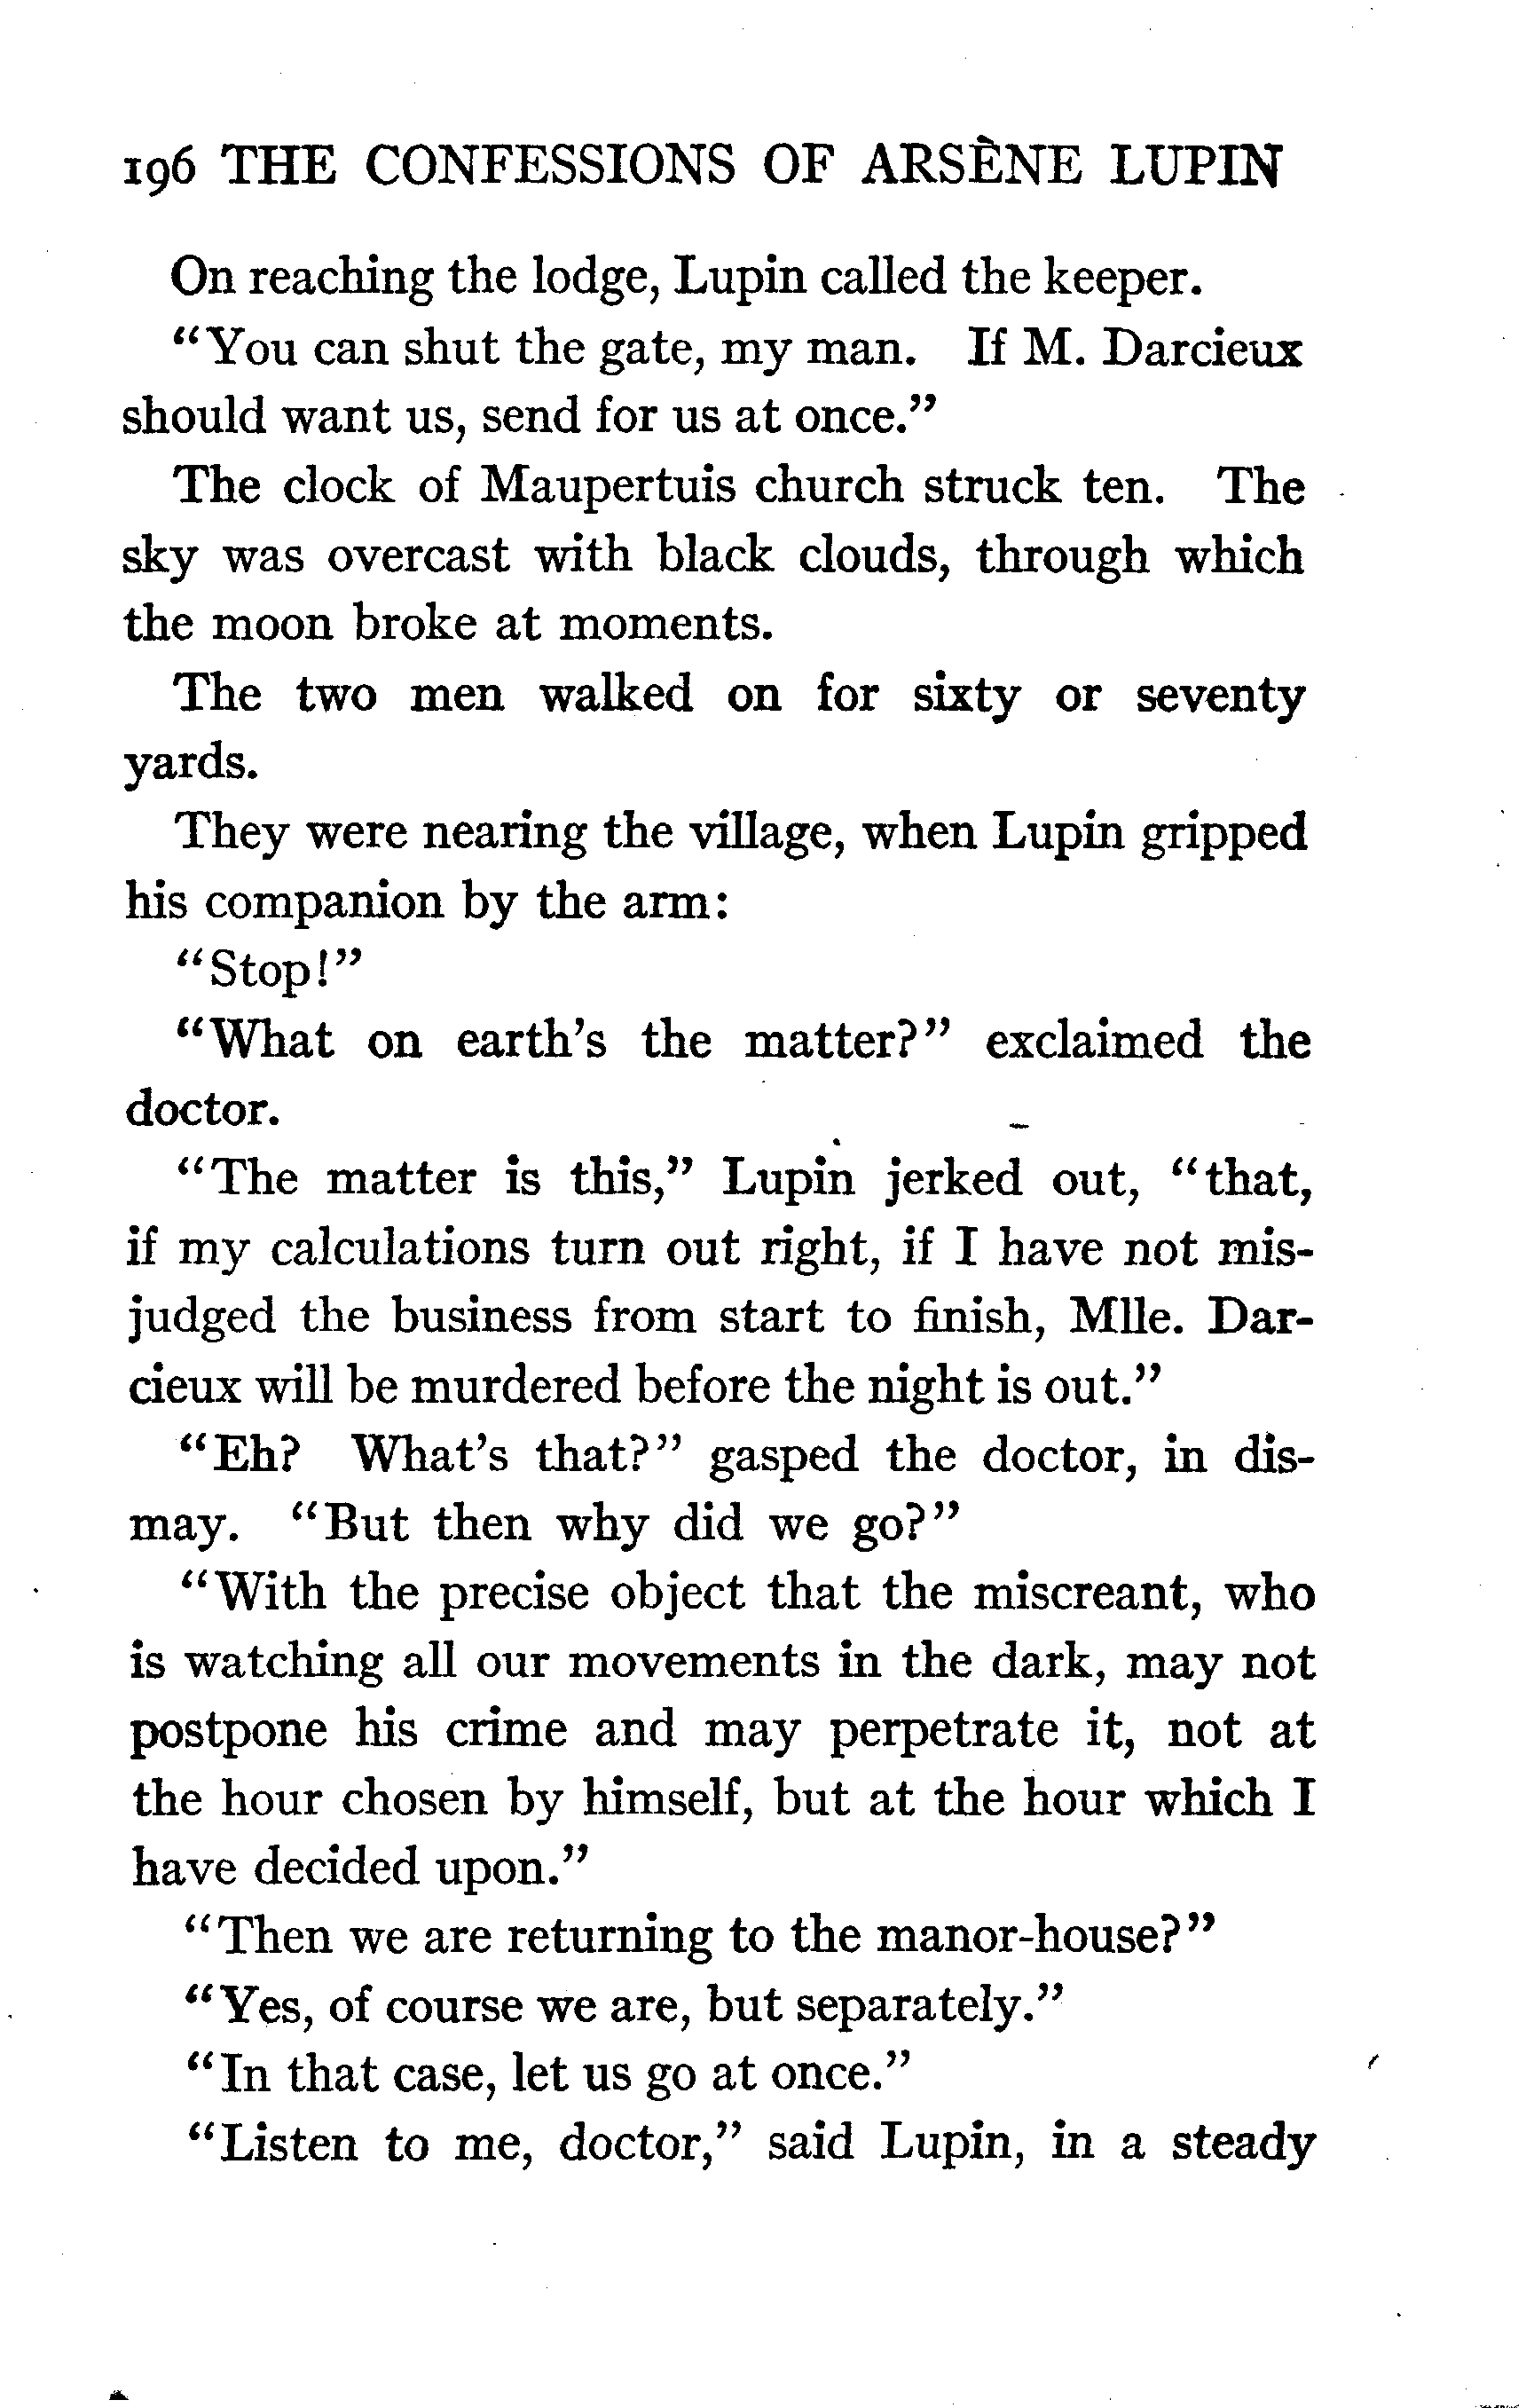 196 THE CONFESSIONS OF ARSÈNE LUPIN
On reaching the lodge, Lupin called the keeper.
"You can shut the gate, my man. If M. Darcieux
should want us, send for us at once."
The clock of Maupertuis church struck ten. The
sky was overcast with black clouds, through which
the moon broke at moments.
The two men walked on for sixty or seventy
yards.
They were nearing the village, when Lupin gripped
his companion by the arm:
"Stop!"
"What on earth's the matter?" exclaimed the
doctor.
"The matter is this," Lupin jerked out, "that,
if my calculations turn out right, if I have not mis-
judged the business from start to finish, Mlle. Dar-
cieux will be murdered before the night is out."
"Eh? What's that?" gasped the doctor, in dis-
may. "But then why did we go?"
"With the precise object that the miscreant, who
is watching all our movements in the dark, may not
postpone his crime and may perpetrate it, not at
the hour chosen by himself, but at the hour which I
have decided upon."
"Then we are returning to the manor-house?"
"Yes, of course we are, but separately."
"In that case, let us go at once."
"Listen to me, doctor," said Lupin, in a steady